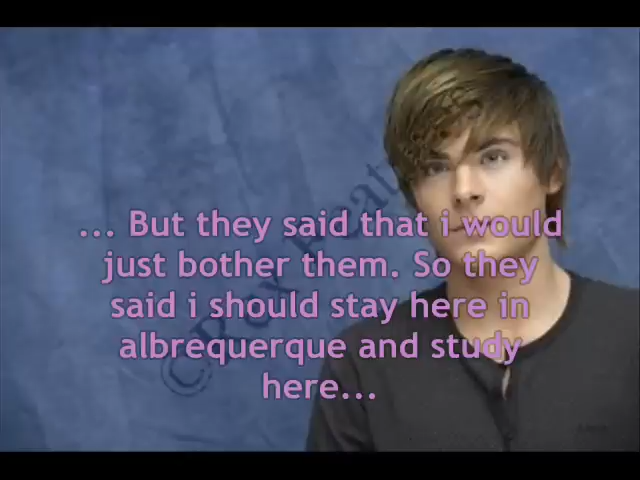 ... But they said that i would
just bother them. So they
said i should stay here in
albrequerque and study
here...